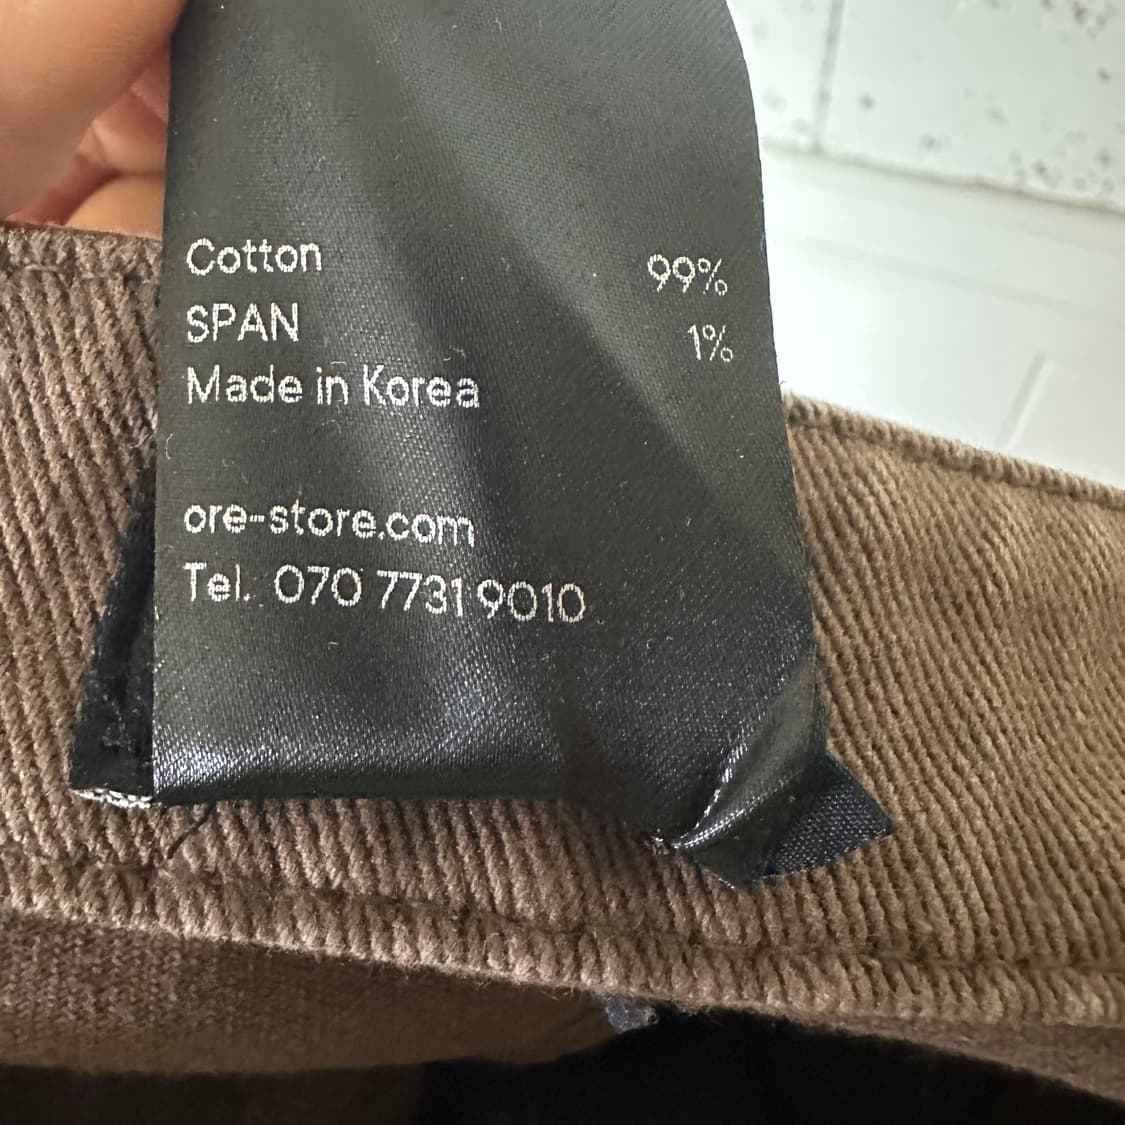 Cotton 99%
SPAN 1%
Made in Korea
ore-store.com
Tel. 070 7731 9010